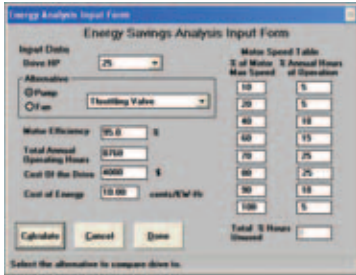 Energy Analysis Input Form
Energy Savings Analysis Input Form
Input Data
Drive HP 25
Alternative
Pump
Fan
Throttling Valve
Motor Efficiency 95.0 %
Total Annual
Operating Hours 8760
Cost Of the Drive 4000 $
Cost of Energy 10.00 cents/KW-Hr
Motor Speed Table
% of Motor Max Speed % Annual Hours of Operation
10 5
20 5
40 10
60 15
70 25
80 25
90 10
100 5
Total % Hours
Unused
Calculate Cancel Done
Select the alternative to compare drive to.